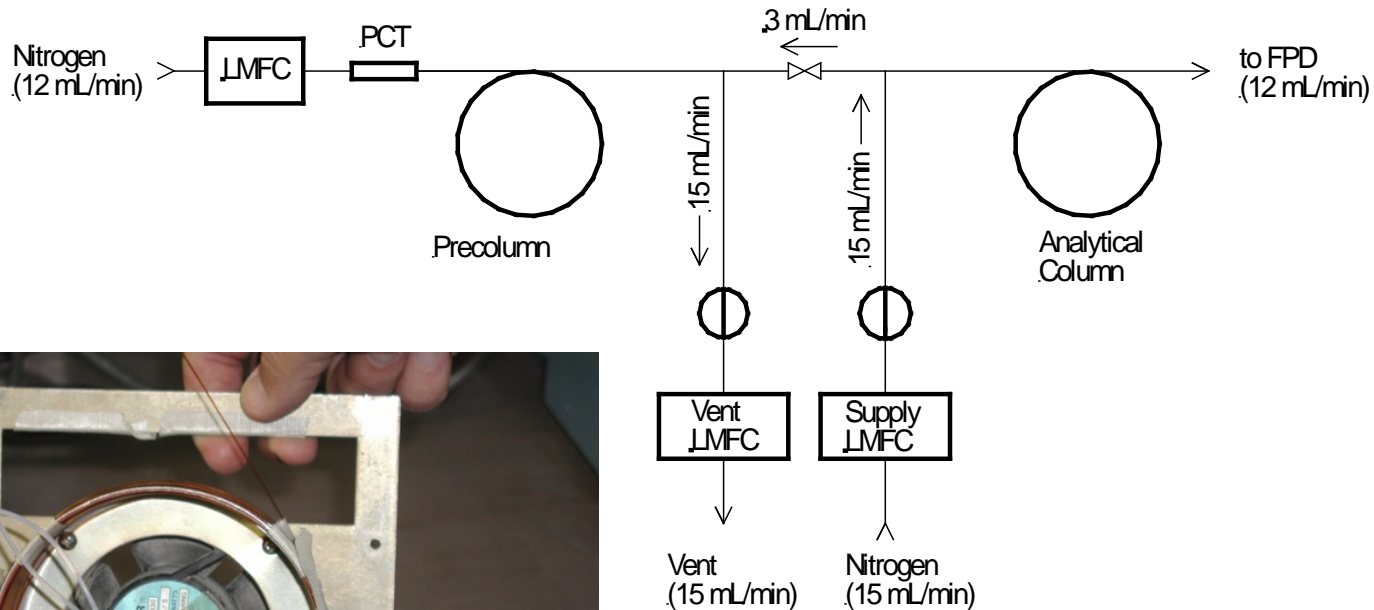 Nitrogen
(12 mL/min)
LMFC
PCT
Precolumn
.3 mL/min
.15 mL/min
.15 mL/min
to FPD
(12 mL/min)
Analytical
Column
Vent
LMFC
Supply
LMFC
Vent
(15 mL/min)
Nitrogen
(15 mL/min)